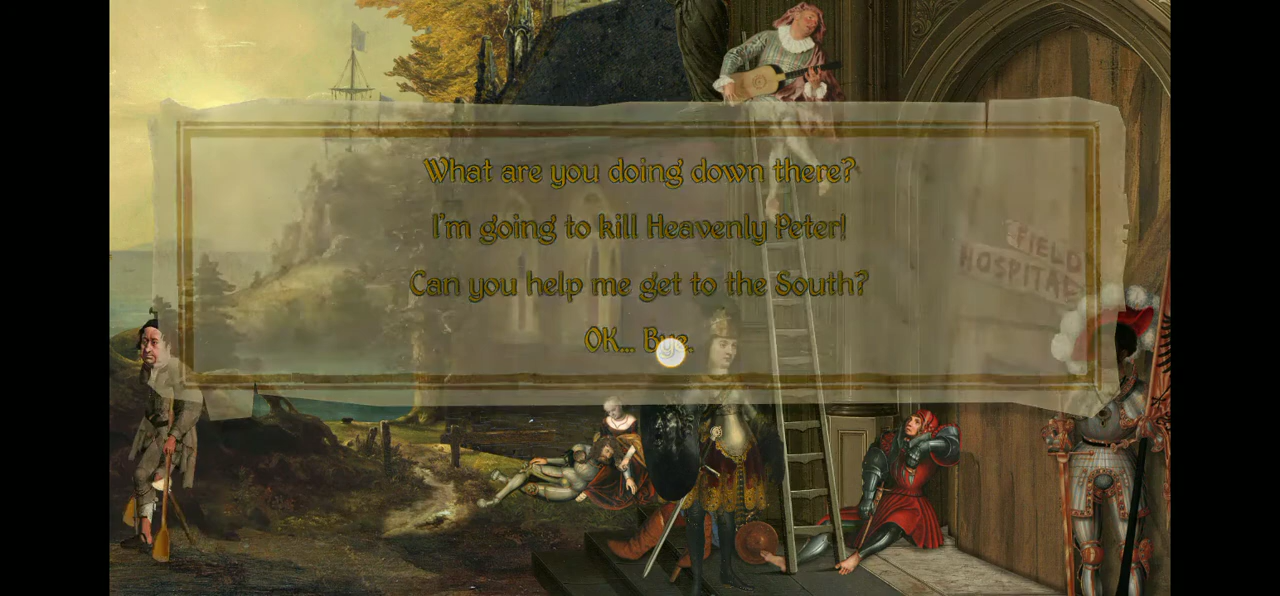 What are you doing down there?
I'm going to kill Heavenly Peter!
Can you help me get to the South?
OK... Bye.
FIELD
HOSPITAL